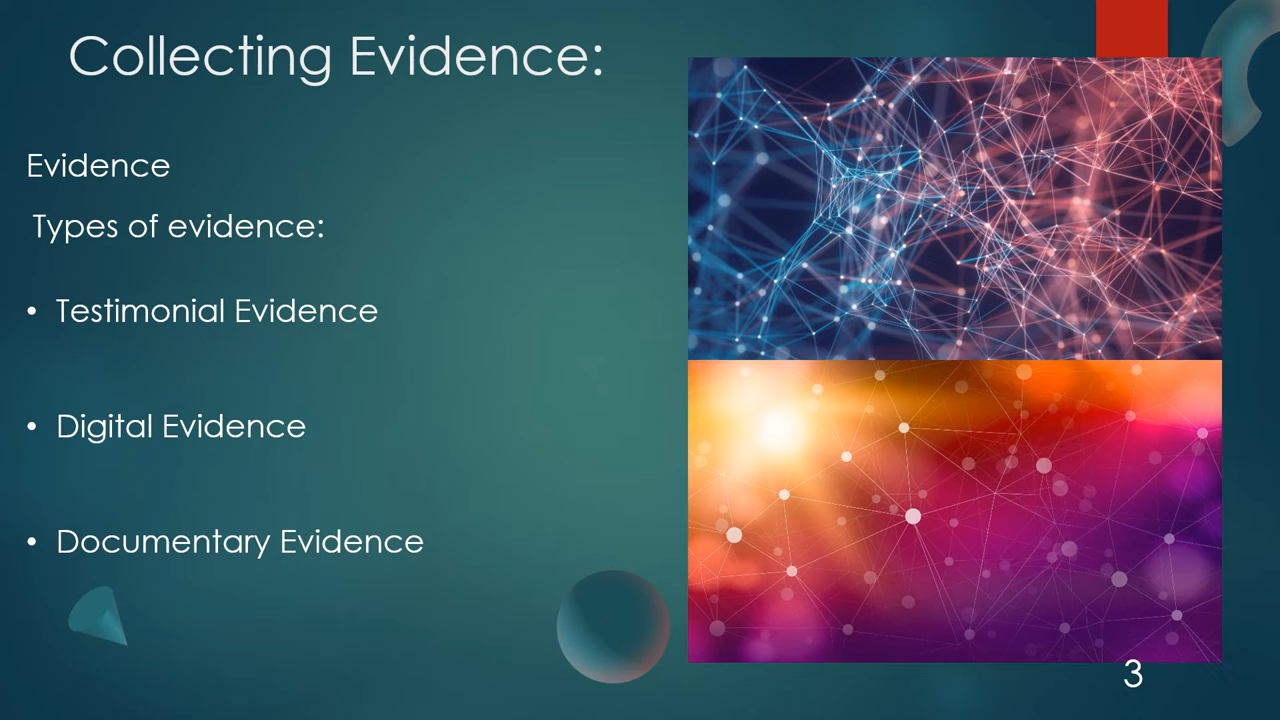 Collecting Evidence:
Evidence
Types of evidence:
• Testimonial Evidence
• Digital Evidence
• Documentary Evidence
3